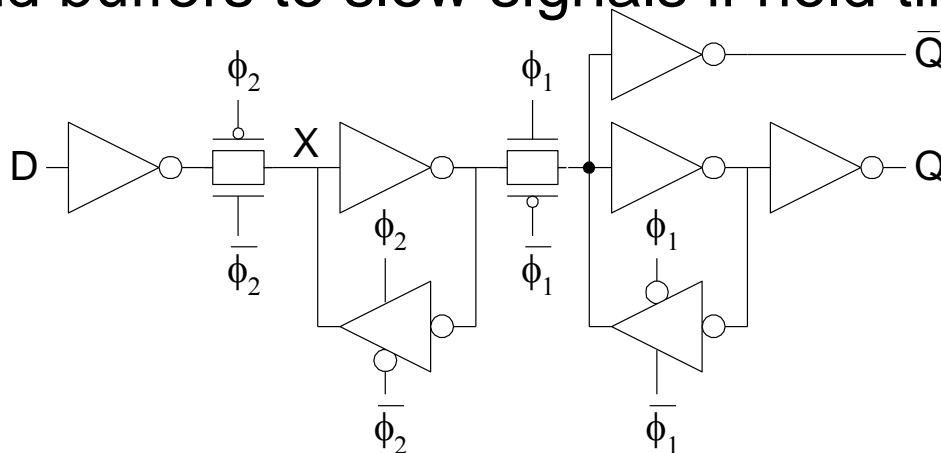 d buffers to slow signals if hold ti
Q̅
ϕ₂ ϕ₁
D X Q
ϕ̅₂ ϕ₂ ϕ̅₁ ϕ₁
ϕ̅₂ ϕ̅₁